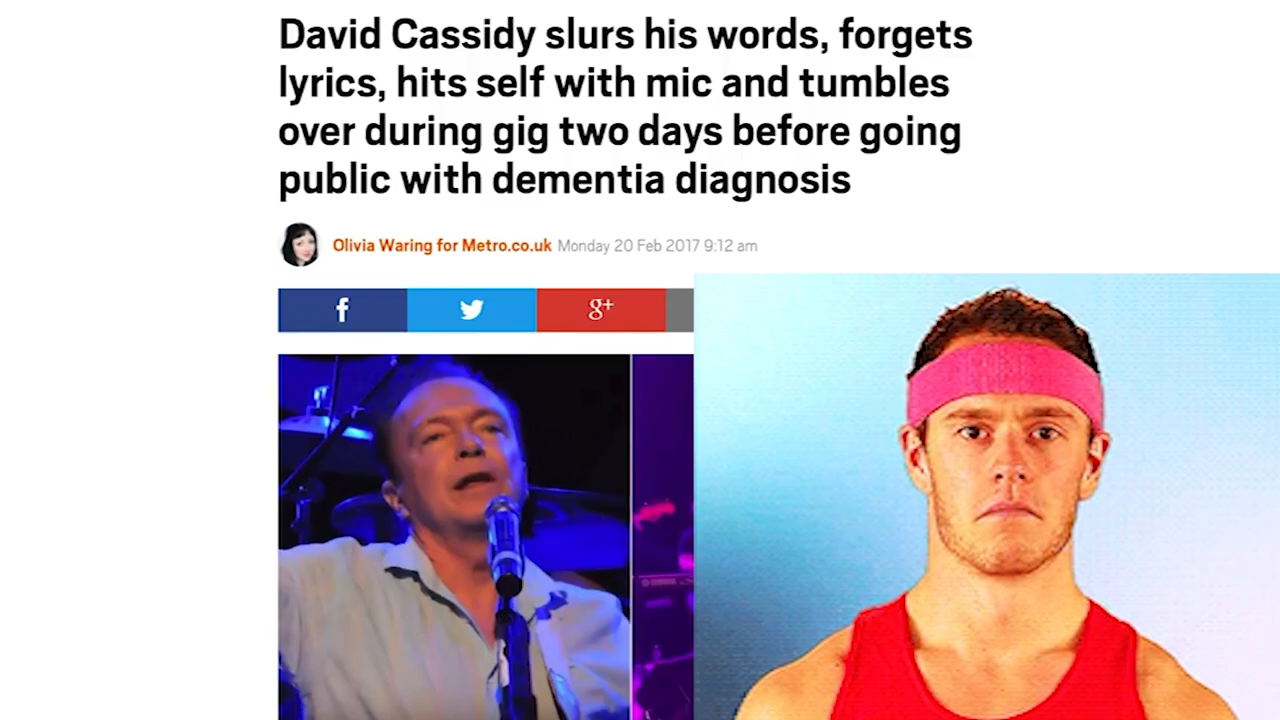 David Cassidy slurs his words, forgets
lyrics, hits self with mic and tumbles
over during gig two days before going
public with dementia diagnosis
Olivia Waring for Metro.co.uk Monday 20 Feb 2017 9:12 am
f
g+
YAMAHA